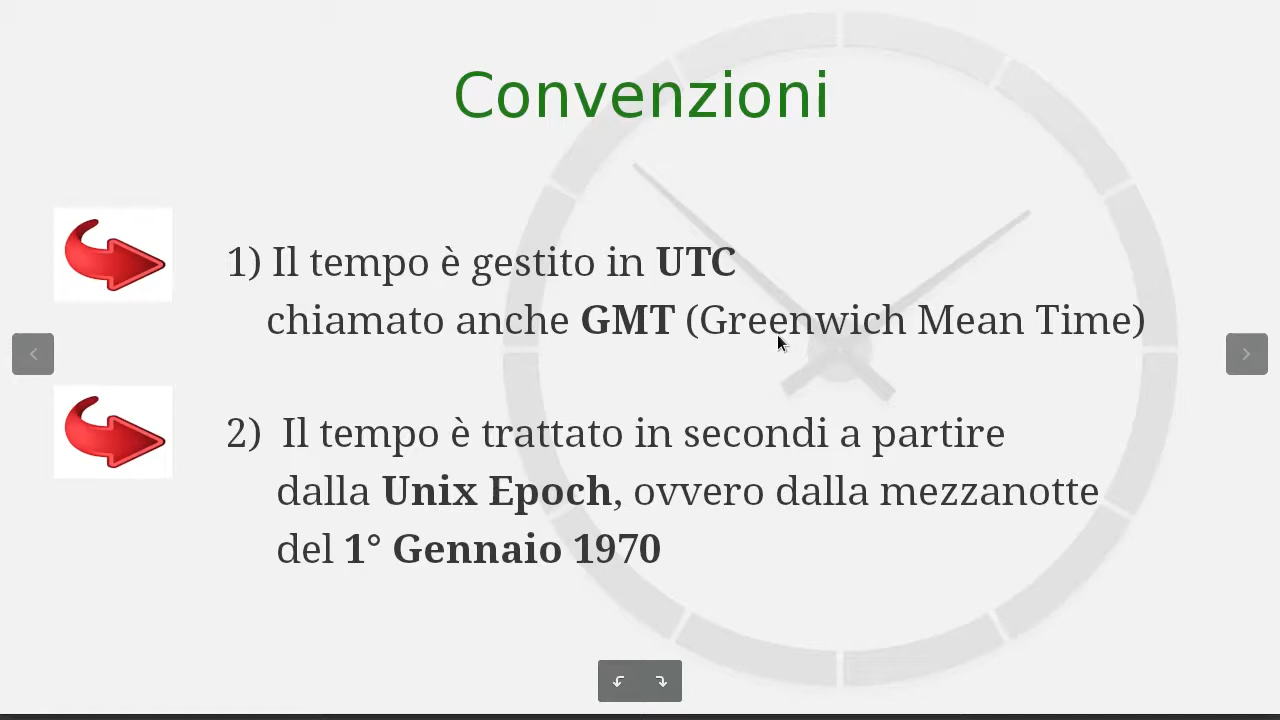 Convenzioni
1) Il tempo è gestito in UTC
chiamato anche GMT (Greenwich Mean Time)
2) Il tempo è trattato in secondi a partire
dalla Unix Epoch, ovvero dalla mezzanotte
del 1° Gennaio 1970